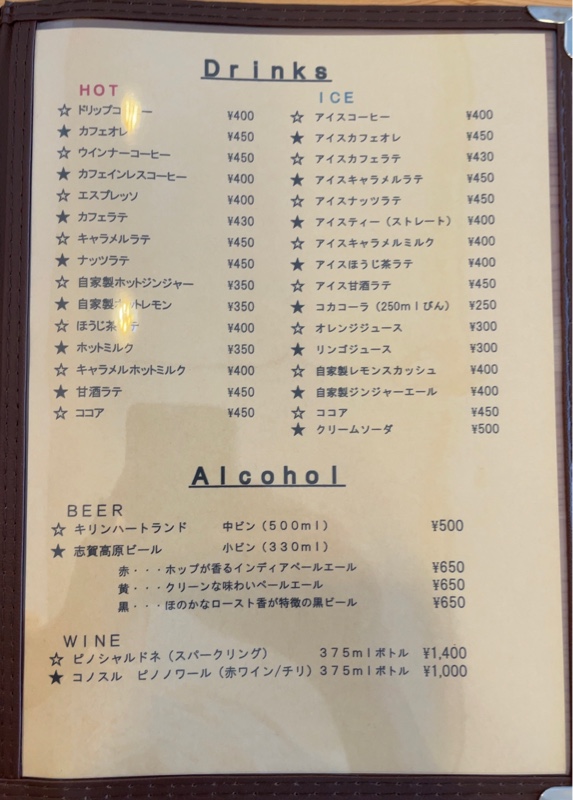 Drinks
HOT
☆ ドリップコ ー ¥400
★ カフェオレ ¥450
☆ ウインナーコーヒー ¥450
★ カフェインレスコーヒー ¥400
☆ エスプレッソ ¥400
★ カフェラテ ¥430
☆ キャラメルラテ ¥450
★ ナッツラテ ¥450
☆ 自家製ホットジンジャー ¥350
★ 自家製ホットレモン ¥350
☆ ほうじ茶ラテ ¥400
★ ホットミルク ¥350
☆ キャラメルホットミルク ¥400
★ 甘酒ラテ ¥450
☆ ココア ¥450
ICE
☆ アイスコーヒー ¥400
★ アイスカフェオレ ¥450
☆ アイスカフェラテ ¥430
★ アイスキャラメルラテ ¥450
☆ アイスナッツラテ ¥450
★ アイスティー（ストレート） ¥400
☆ アイスキャラメルミルク ¥400
★ アイスほうじ茶ラテ ¥400
☆ アイス甘酒ラテ ¥450
★ コカコーラ（250mlびん） ¥250
☆ オレンジジュース ¥300
★ リンゴジュース ¥300
☆ 自家製レモンスカッシュ ¥400
★ 自家製ジンジャーエール ¥400
☆ ココア ¥450
★ クリームソーダ ¥500
Alcohol
BEER
☆ キリンハートランド 中ビン（500ml） ¥500
★ 志賀高原ビール 小ビン（330ml）
赤・・・ホップが香るインディアペールエール ¥650
黄・・・クリーンな味わいペールエール ¥650
黒・・・ほのかなロースト香が特徴の黒ビール ¥650
WINE
☆ ピノシャルドネ（スパークリング） 375mlボトル ¥1,400
★ コノスル ピノノワール（赤ワイン/チリ）375mlボトル ¥1,000